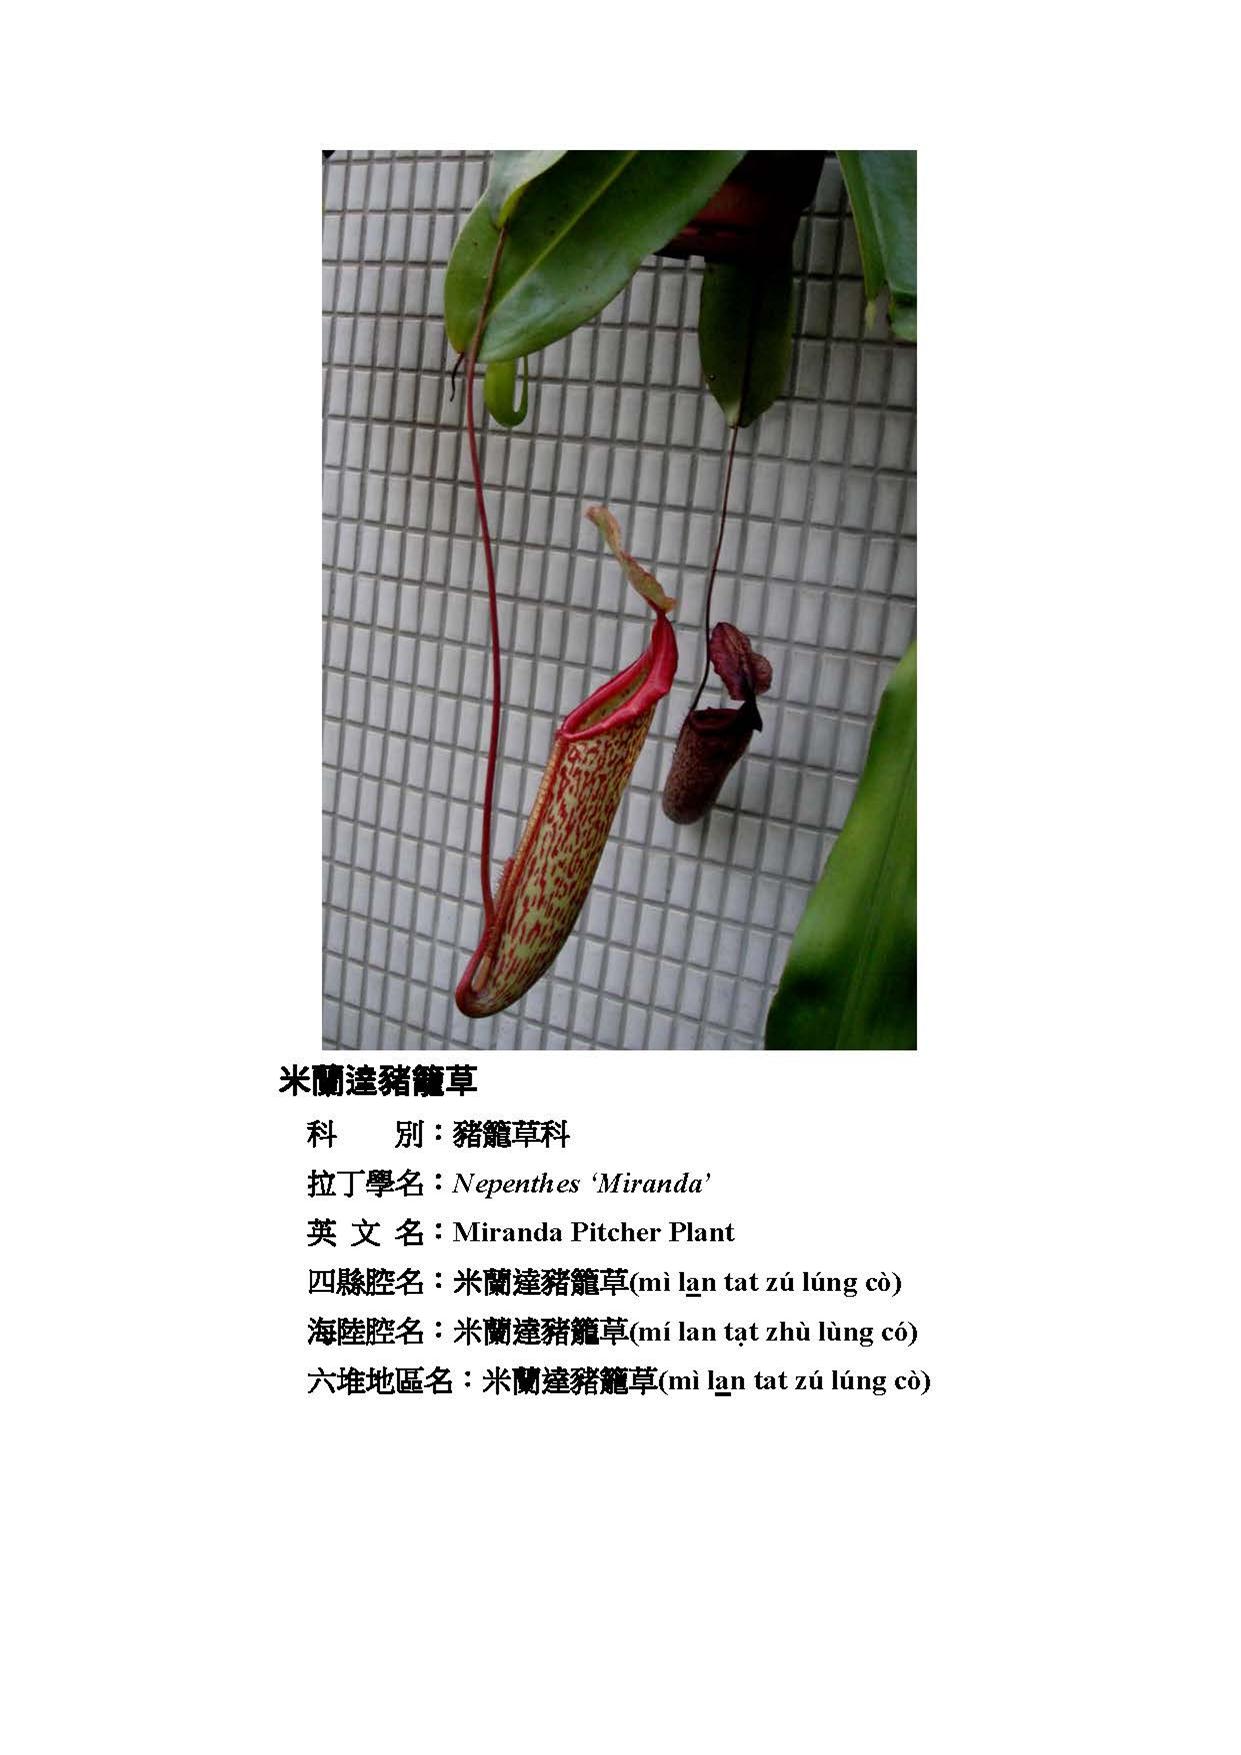 米蘭達豬籠草
科　　別：豬籠草科
拉丁學名：Nepenthes ‘Miranda’
英 文 名：Miranda Pitcher Plant
四縣腔名：米蘭達豬籠草(mì la̲n tat zú lúng cò)
海陸腔名：米蘭達豬籠草(mí lan tạt zhù lùng có)
六堆地區名：米蘭達豬籠草(mì la̲n tat zú lúng cò)